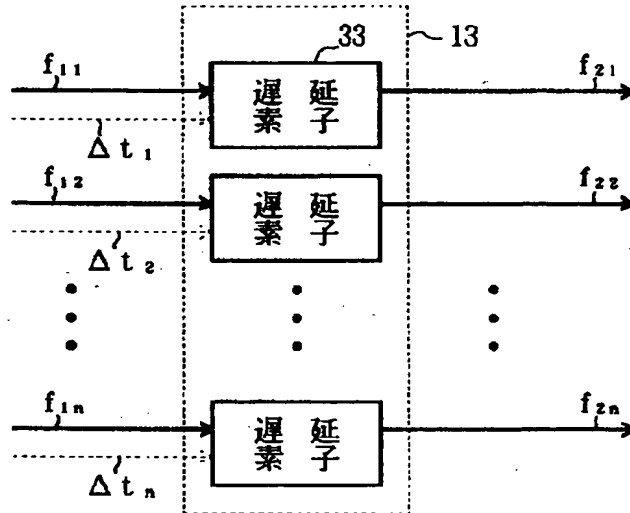 33
13
f₁₁
遅 延
素 子
f₂₁
Δt₁
f₁₂
遅 延
素 子
f₂₂
Δt₂
f₁ₙ
遅 延
素 子
f₂ₙ
Δtₙ